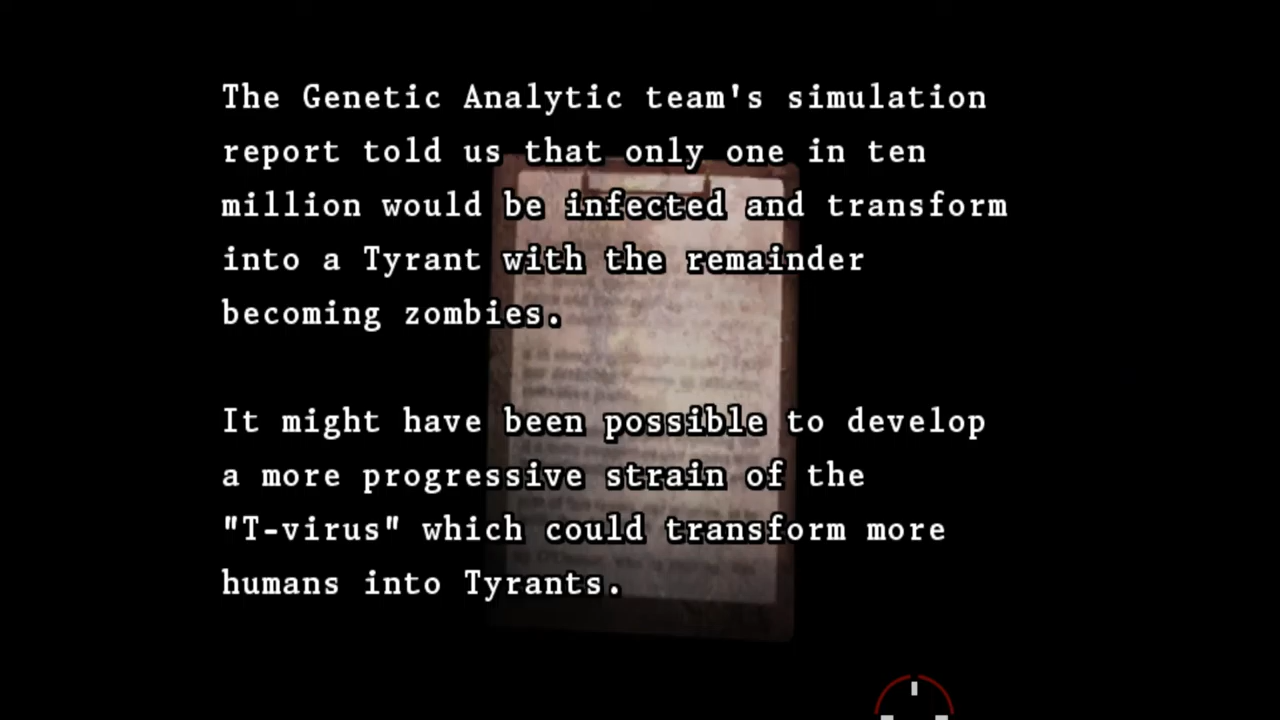 The Genetic Analytic team's simulation
report told us that only one in ten
million would be infected and transform
into a Tyrant with the remainder
becoming zombies.
It might have been possible to develop
a more progressive strain of the
"T-virus" which could transform more
humans into Tyrants.